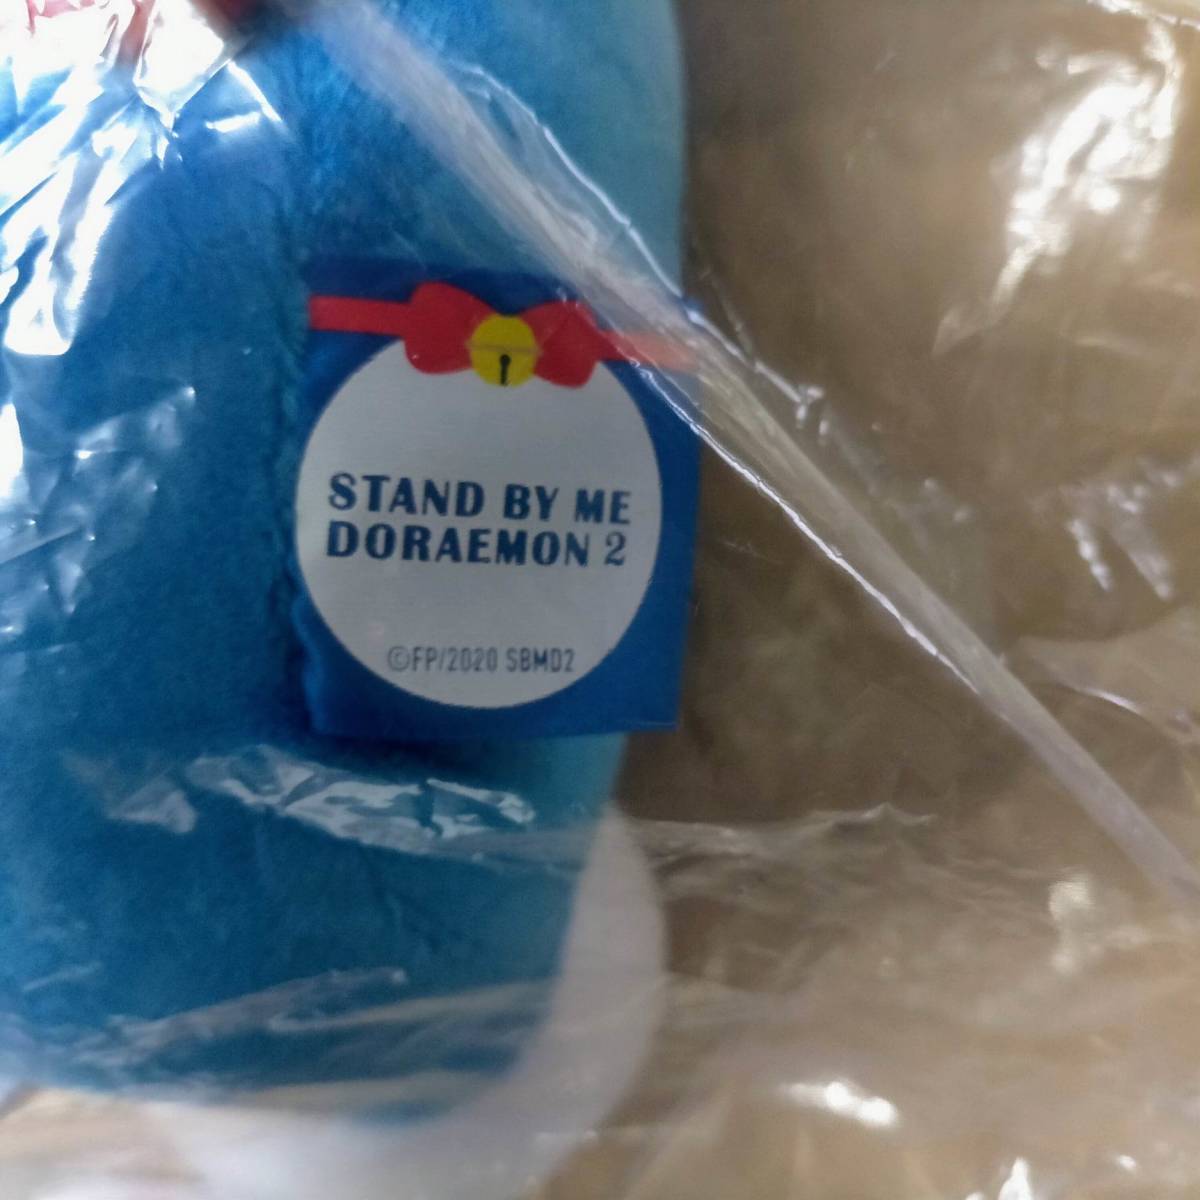 STAND BY ME
DORAEMON 2
©FP/2020 SBMD2